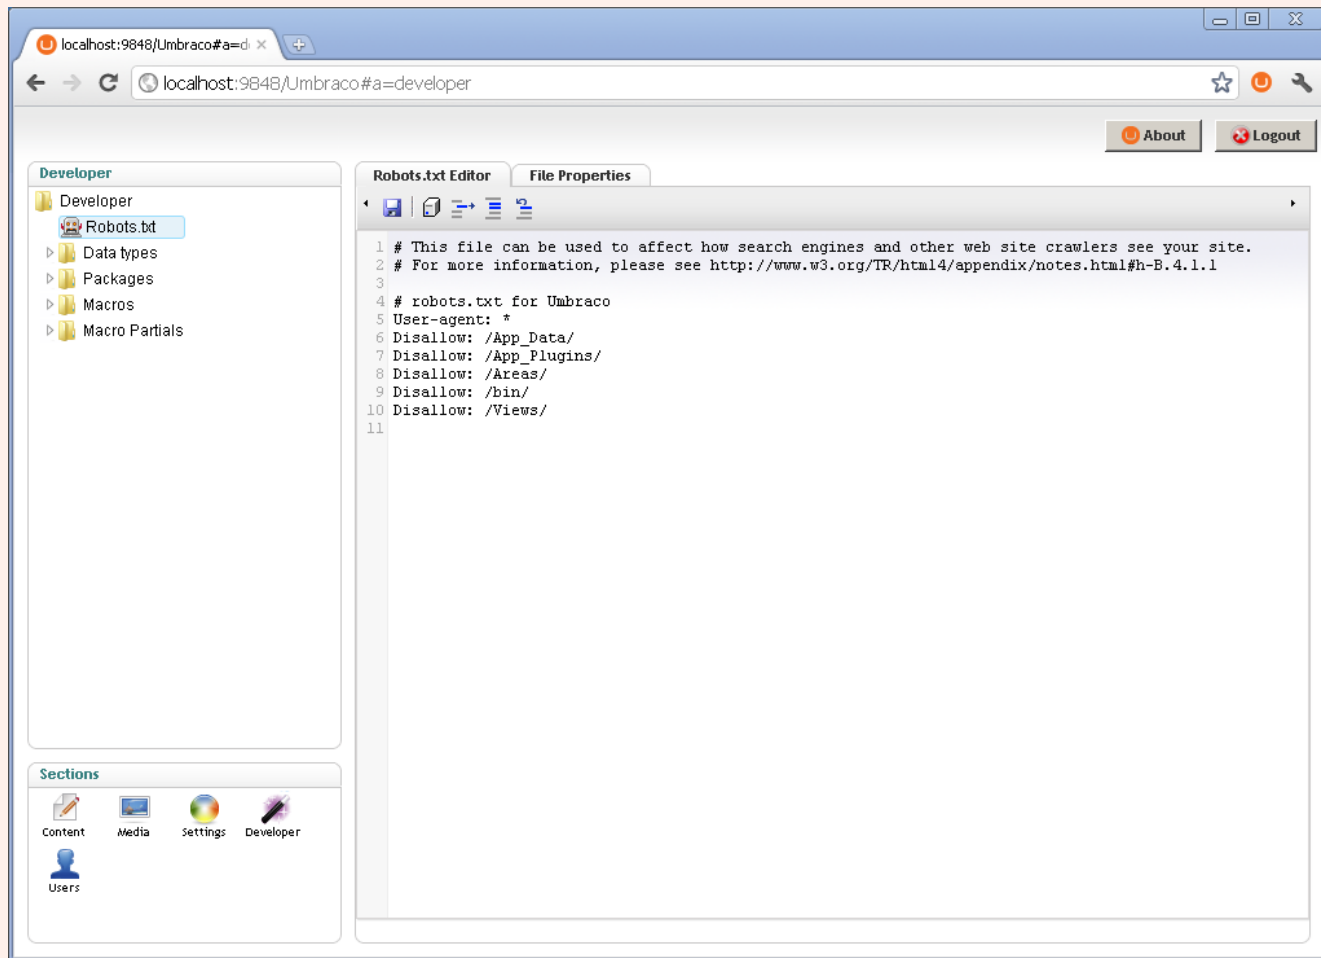 localhost:9848/Umbraco#a=d
localhost:9848/Umbraco#a=developer
About
Logout
Developer
Developer
Robots.txt
Data types
Packages
Macros
Macro Partials
Robots.txt Editor
File Properties
1 # This file can be used to affect how search engines and other web site crawlers see your site.
2 # For more information, please see http://www.w3.org/TR/html4/appendix/notes.html#h-B.4.1.1
3
4 # robots.txt for Umbraco
5 User-agent: *
6 Disallow: /App_Data/
7 Disallow: /App_Plugins/
8 Disallow: /Areas/
9 Disallow: /bin/
10 Disallow: /Views/
11
Sections
Content
Media
Settings
Developer
Users